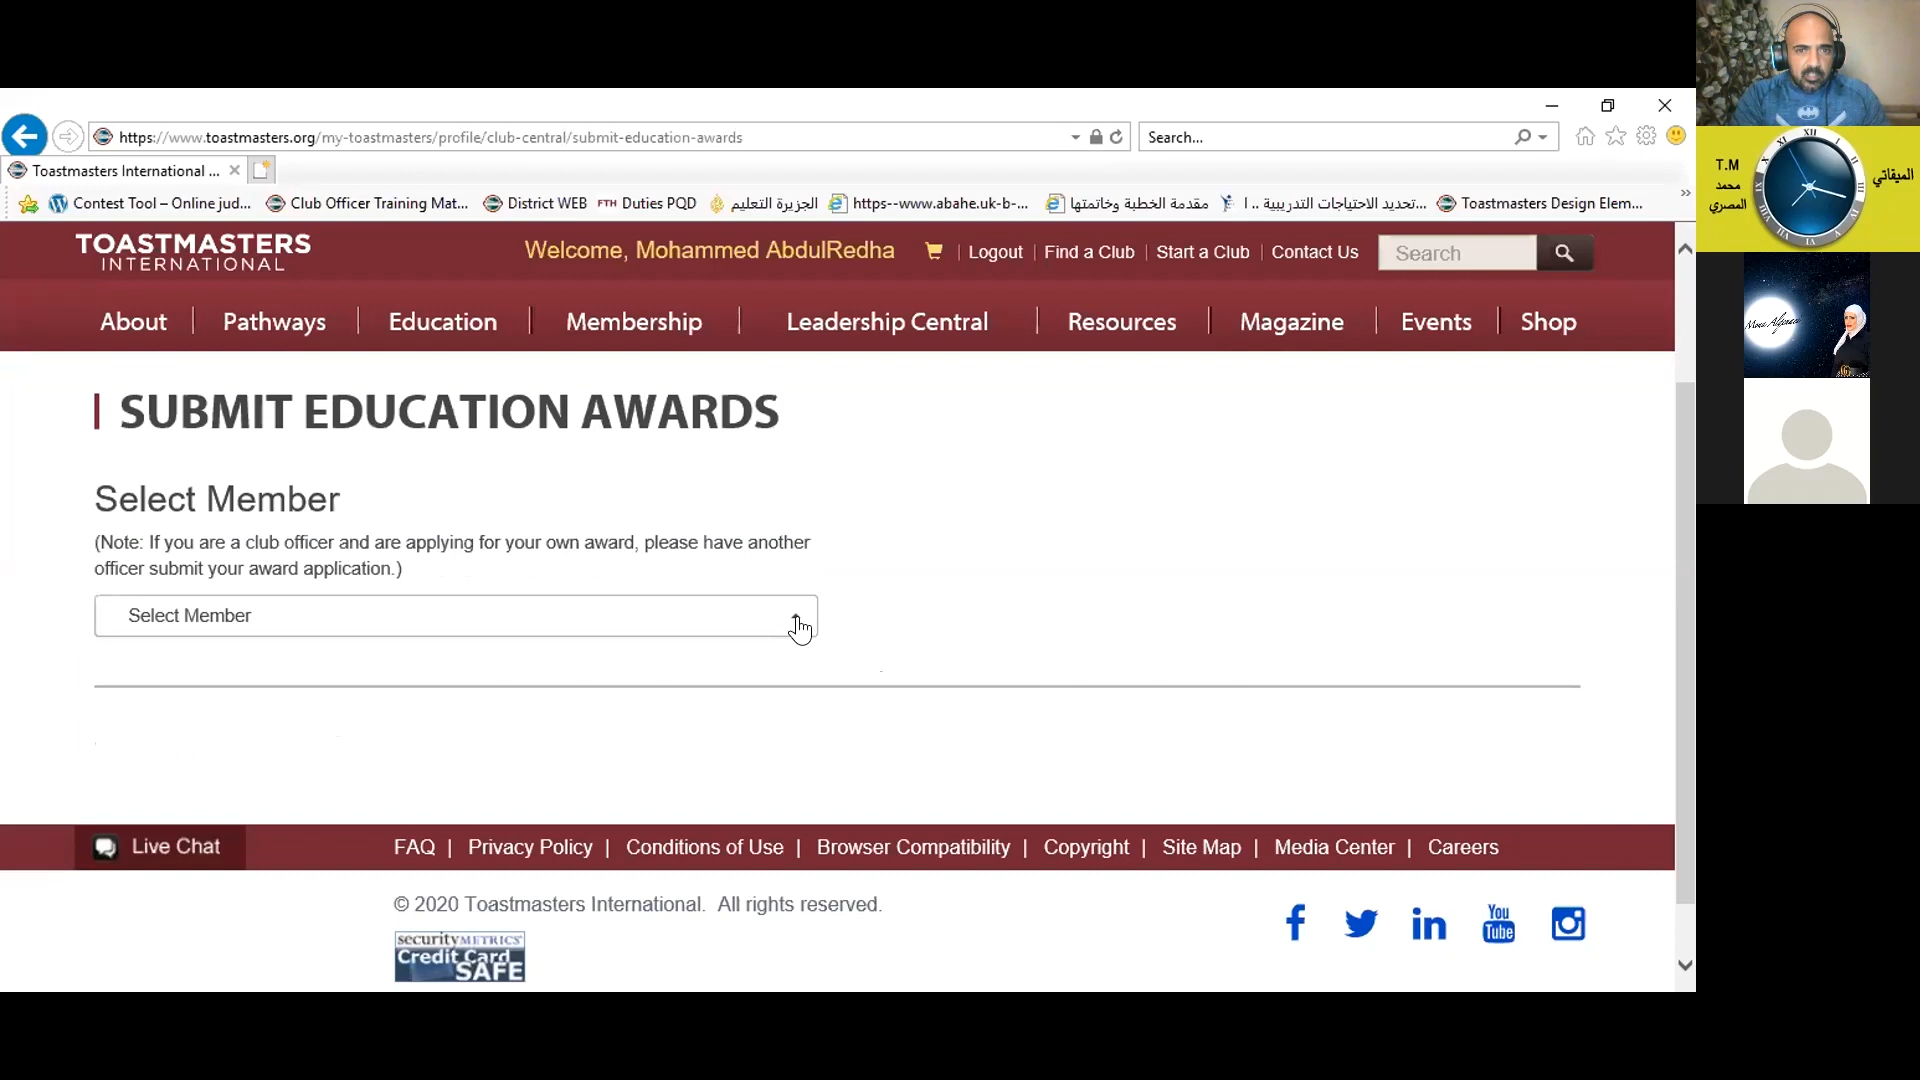 https://www.toastmasters.org/my-toastmasters/profile/club-central/submit-education-awards
Search...
Toastmasters International ...
Contest Tool – Online jud...
Club Officer Training Mat...
District WEB
FTH Duties PQD
الجزيرة التعليم
https--www.abahe.uk-b-...
مقدمة الخطبة وخاتمتها
تحديد الاحتياجات التدريبية .. ا...
Toastmasters Design Elem...
TOASTMASTERS
INTERNATIONAL
Welcome, Mohammed AbdulRedha
Logout
Find a Club
Start a Club
Contact Us
Search
About
Pathways
Education
Membership
Leadership Central
Resources
Magazine
Events
Shop
SUBMIT EDUCATION AWARDS
Select Member
(Note: If you are a club officer and are applying for your own award, please have another
officer submit your award application.)
Select Member
Live Chat
FAQ | Privacy Policy | Conditions of Use | Browser Compatibility | Copyright | Site Map | Media Center | Careers
© 2020 Toastmasters International. All rights reserved.
securityMETRICS
Credit Card
SAFE
You
Tube
T.M
محمد
المصري
الميقاتي